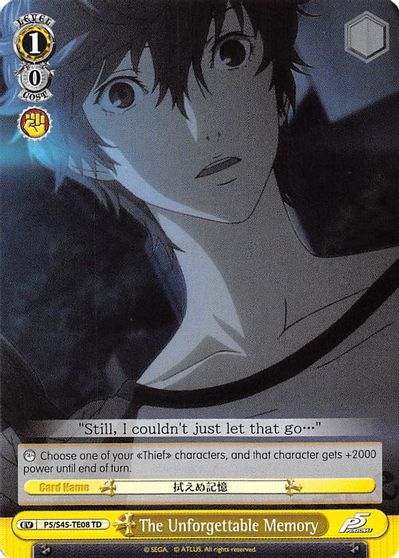 LEVEL
1
0
COST
"Still, I couldn't just let that go…"
Choose one of your «Thief» characters, and that character gets +2000
power until end of turn.
Card Name
拭えぬ記憶
EV P5/S45-TE08 TD The Unforgettable Memory P5 PERSONA5
© SEGA. © ATLUS. All rights reserved.